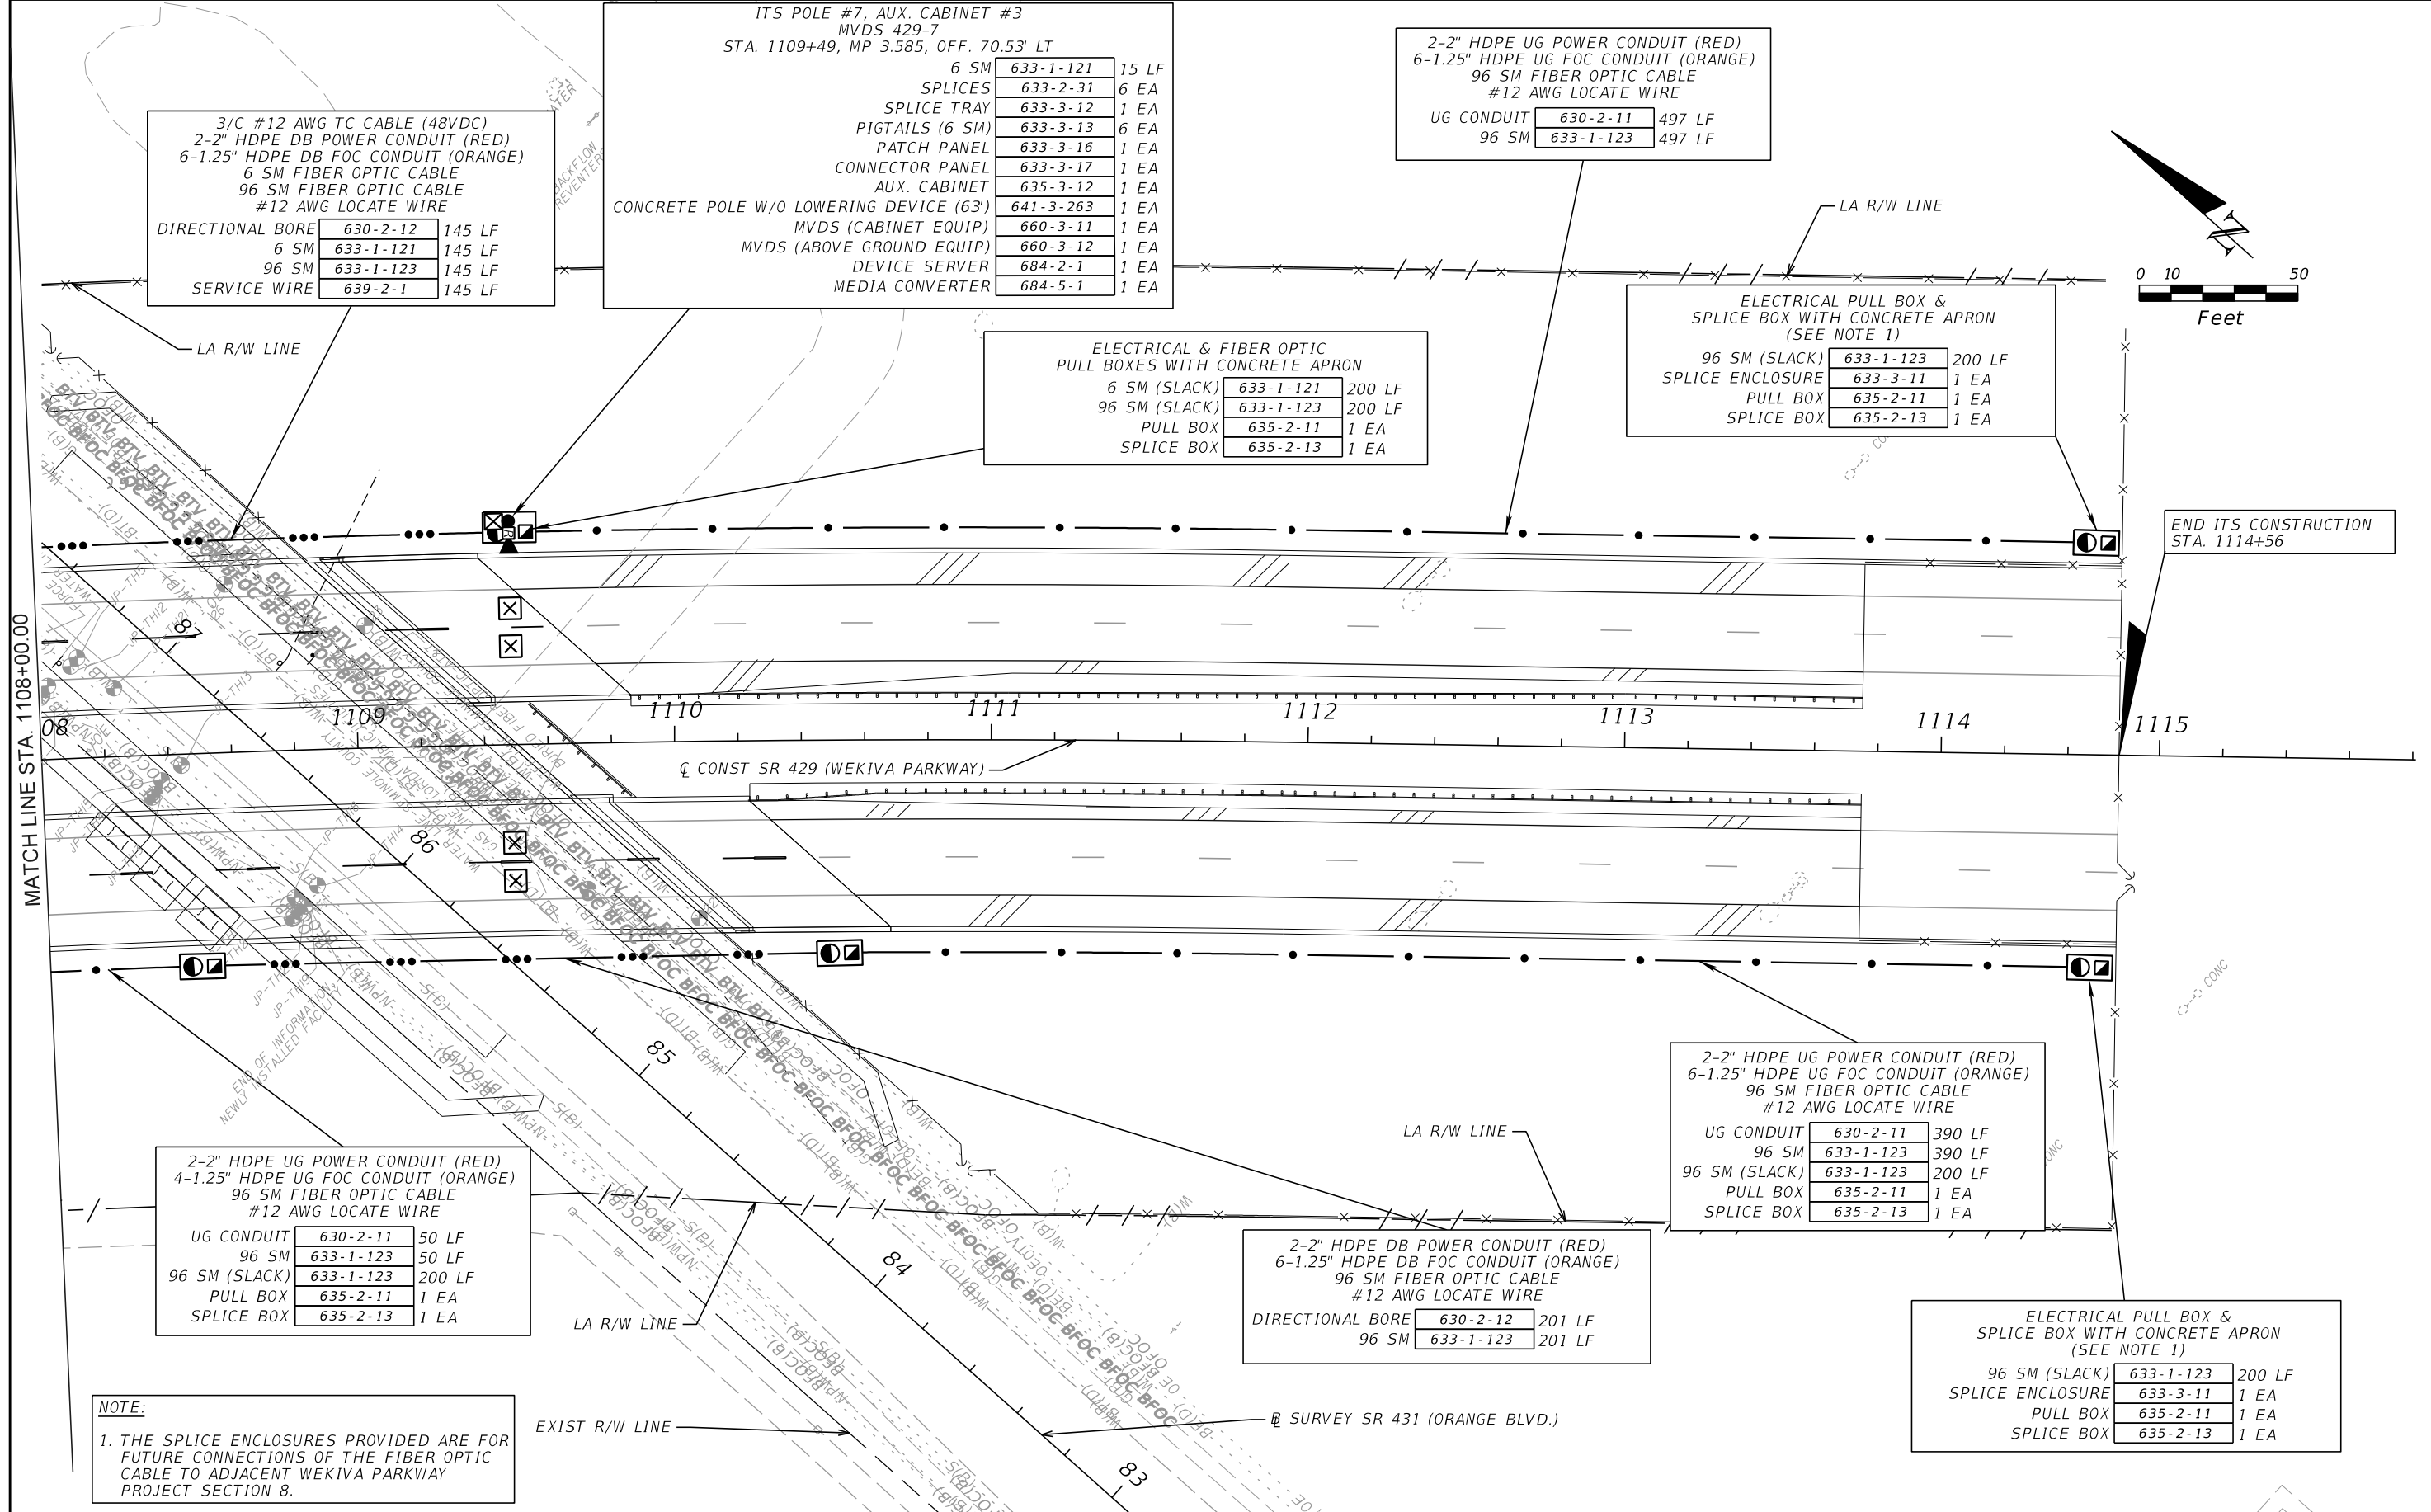 ITS POLE #7, AUX. CABINET #3
MVDS 429-7
STA. 1109+49, MP 3.585, OFF. 70.53' LT
6 SM 633-1-121 15 LF
SPLICES 633-2-31 6 EA
SPLICE TRAY 633-3-12 1 EA
PIGTAILS (6 SM) 633-3-13 6 EA
PATCH PANEL 633-3-16 1 EA
CONNECTOR PANEL 633-3-17 1 EA
AUX. CABINET 635-3-12 1 EA
CONCRETE POLE W/O LOWERING DEVICE (63') 641-3-263 1 EA
MVDS (CABINET EQUIP) 660-3-11 1 EA
MVDS (ABOVE GROUND EQUIP) 660-3-12 1 EA
DEVICE SERVER 684-2-1 1 EA
MEDIA CONVERTER 684-5-1 1 EA
2-2" HDPE UG POWER CONDUIT (RED)
6-1.25" HDPE UG FOC CONDUIT (ORANGE)
96 SM FIBER OPTIC CABLE
#12 AWG LOCATE WIRE
UG CONDUIT 630-2-11 497 LF
96 SM 633-1-123 497 LF
3/C #12 AWG TC CABLE (48VDC)
2-2" HDPE DB POWER CONDUIT (RED)
6-1.25" HDPE DB FOC CONDUIT (ORANGE)
6 SM FIBER OPTIC CABLE
96 SM FIBER OPTIC CABLE
#12 AWG LOCATE WIRE
DIRECTIONAL BORE 630-2-12 145 LF
6 SM 633-1-121 145 LF
96 SM 633-1-123 145 LF
SERVICE WIRE 639-2-1 145 LF
LA R/W LINE
N
0 10 50
Feet
ELECTRICAL PULL BOX &
SPLICE BOX WITH CONCRETE APRON
(SEE NOTE 1)
96 SM (SLACK) 633-1-123 200 LF
SPLICE ENCLOSURE 633-3-11 1 EA
PULL BOX 635-2-11 1 EA
SPLICE BOX 635-2-13 1 EA
LA R/W LINE
ELECTRICAL & FIBER OPTIC
PULL BOXES WITH CONCRETE APRON
6 SM (SLACK) 633-1-121 200 LF
96 SM (SLACK) 633-1-123 200 LF
PULL BOX 635-2-11 1 EA
SPLICE BOX 635-2-13 1 EA
END ITS CONSTRUCTION
STA. 1114+56
MATCH LINE STA. 1108+00.00
87
08 1109 1110 1111 1112 1113 1114 1115
℄ CONST SR 429 (WEKIVA PARKWAY)
86
BTV BTV BTV BTV
BFOC BFOC BFOC BFOC
CONC
END OF INFORMATION,
NEWLY INSTALLED FACILITY
85
2-2" HDPE UG POWER CONDUIT (RED)
6-1.25" HDPE UG FOC CONDUIT (ORANGE)
96 SM FIBER OPTIC CABLE
#12 AWG LOCATE WIRE
UG CONDUIT 630-2-11 390 LF
96 SM 633-1-123 390 LF
96 SM (SLACK) 633-1-123 200 LF
PULL BOX 635-2-11 1 EA
SPLICE BOX 635-2-13 1 EA
LA R/W LINE
2-2" HDPE UG POWER CONDUIT (RED)
4-1.25" HDPE UG FOC CONDUIT (ORANGE)
96 SM FIBER OPTIC CABLE
#12 AWG LOCATE WIRE
UG CONDUIT 630-2-11 50 LF
96 SM 633-1-123 50 LF
96 SM (SLACK) 633-1-123 200 LF
PULL BOX 635-2-11 1 EA
SPLICE BOX 635-2-13 1 EA
84
2-2" HDPE DB POWER CONDUIT (RED)
6-1.25" HDPE DB FOC CONDUIT (ORANGE)
96 SM FIBER OPTIC CABLE
#12 AWG LOCATE WIRE
DIRECTIONAL BORE 630-2-12 201 LF
96 SM 633-1-123 201 LF
LA R/W LINE
ELECTRICAL PULL BOX &
SPLICE BOX WITH CONCRETE APRON
(SEE NOTE 1)
96 SM (SLACK) 633-1-123 200 LF
SPLICE ENCLOSURE 633-3-11 1 EA
PULL BOX 635-2-11 1 EA
SPLICE BOX 635-2-13 1 EA
NOTE:
1. THE SPLICE ENCLOSURES PROVIDED ARE FOR
FUTURE CONNECTIONS OF THE FIBER OPTIC
CABLE TO ADJACENT WEKIVA PARKWAY
PROJECT SECTION 8.
EXIST R/W LINE
B SURVEY SR 431 (ORANGE BLVD.)
83